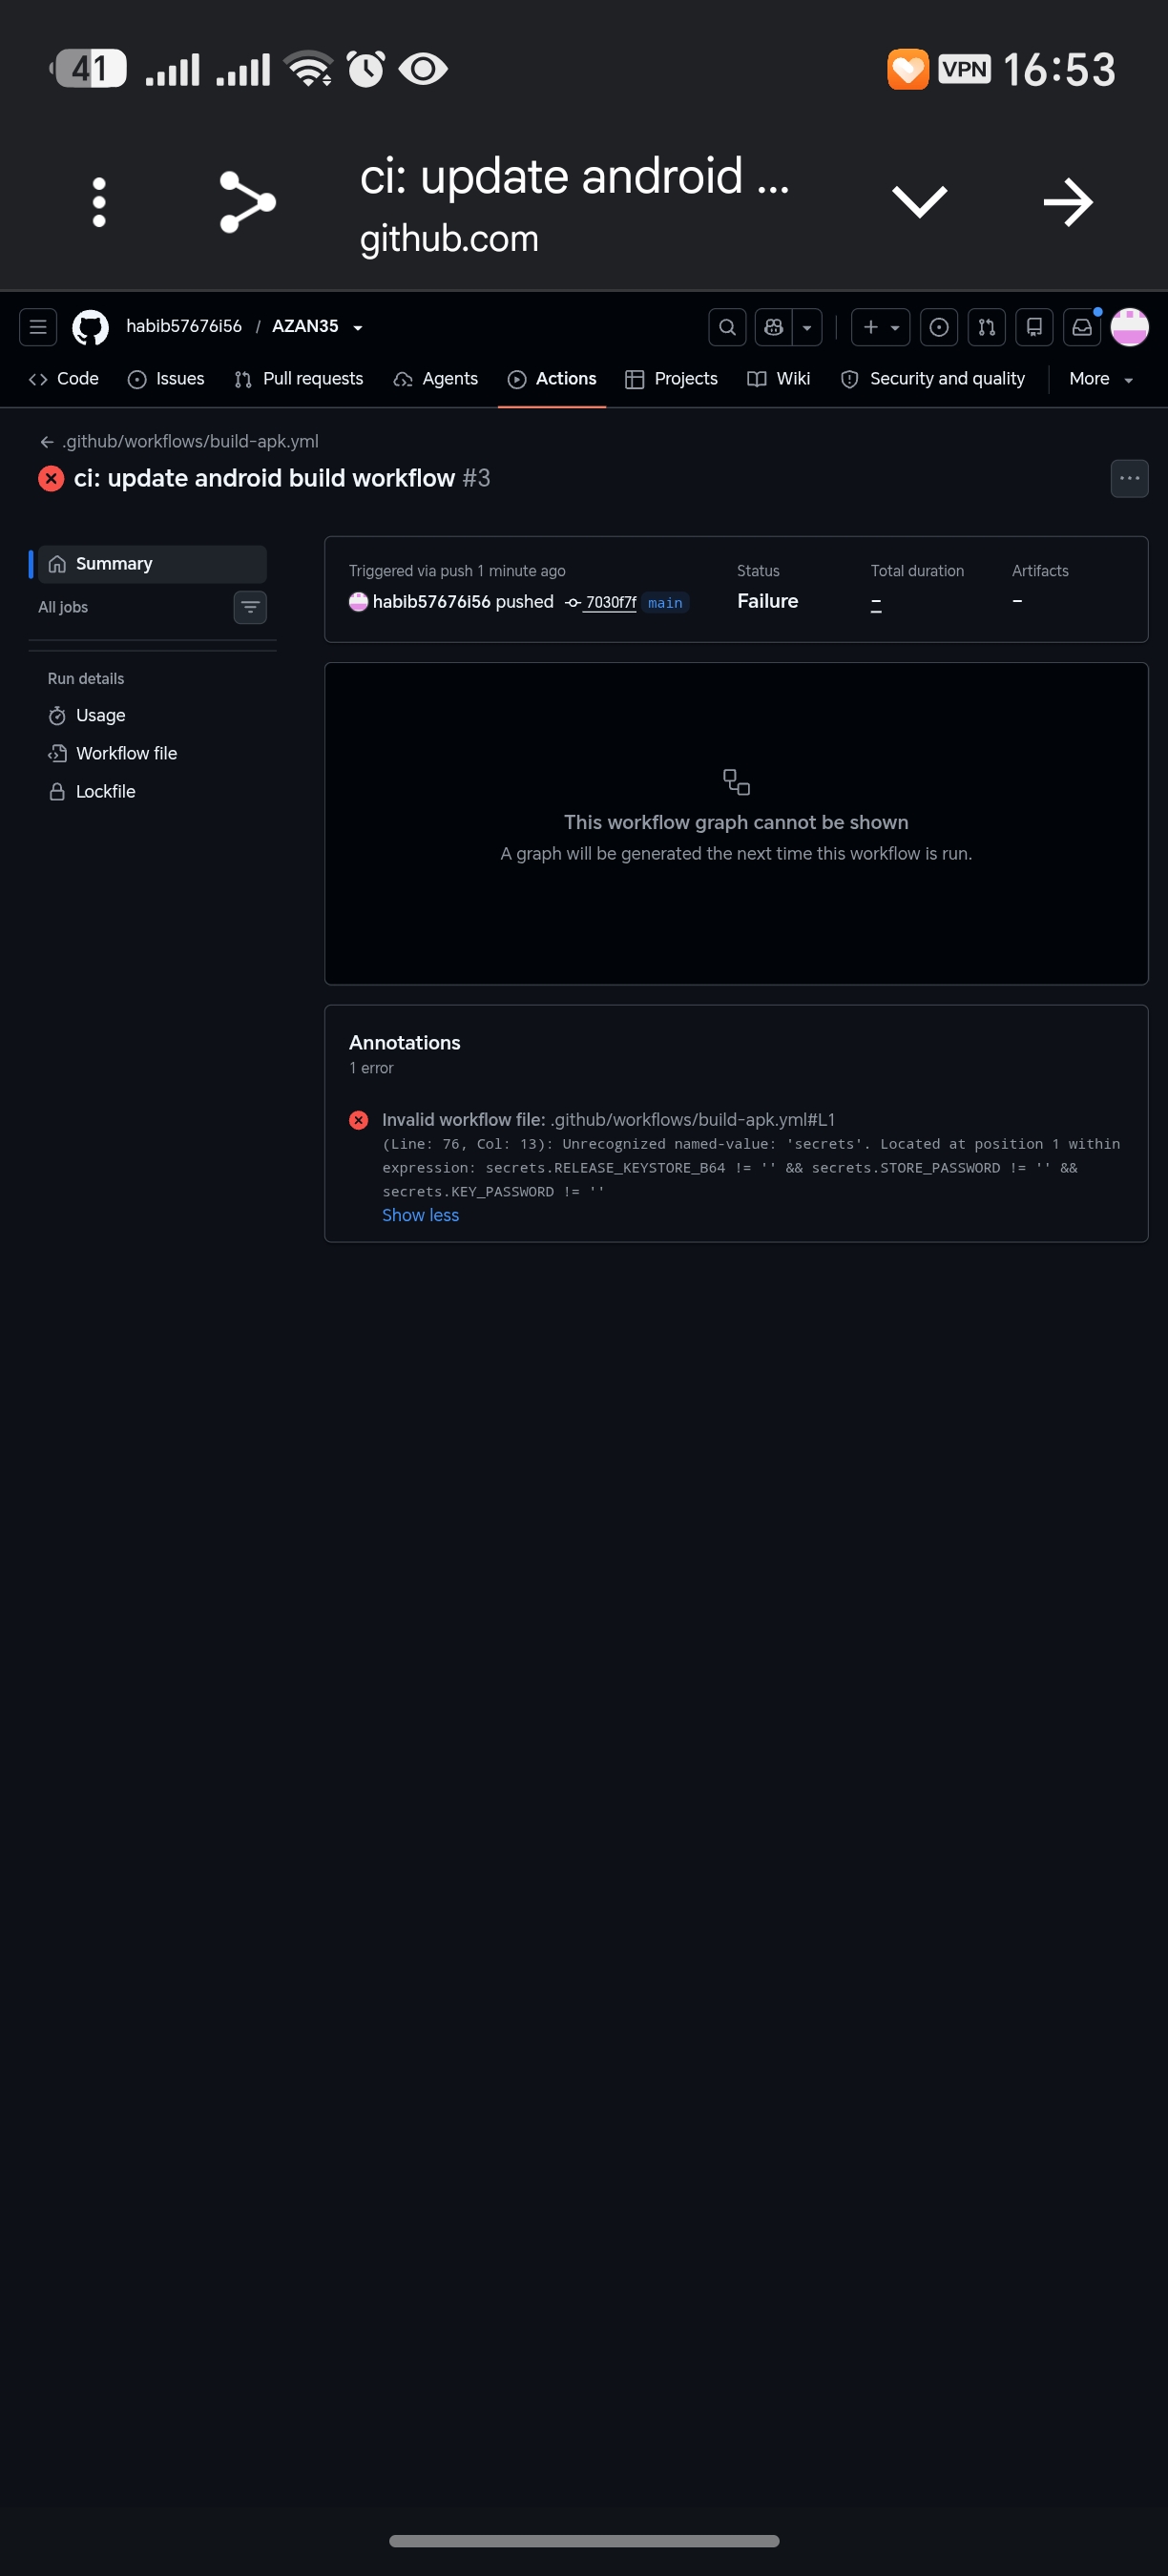 41
VPN 16:53
ci: update android ...
github.com
habib57676i56 / AZAN35
Code Issues Pull requests Agents Actions Projects Wiki Security and quality More
.github/workflows/build-apk.yml
ci: update android build workflow #3
Summary
All jobs
Run details
Usage
Workflow file
Lockfile
Triggered via push 1 minute ago
habib57676i56 pushed 7030f7f main
Status
Failure
Total duration
–
Artifacts
–
This workflow graph cannot be shown
A graph will be generated the next time this workflow is run.
Annotations
1 error
Invalid workflow file: .github/workflows/build-apk.yml#L1
(Line: 76, Col: 13): Unrecognized named-value: 'secrets'. Located at position 1 within
expression: secrets.RELEASE_KEYSTORE_B64 != '' && secrets.STORE_PASSWORD != '' &&
secrets.KEY_PASSWORD != ''
Show less